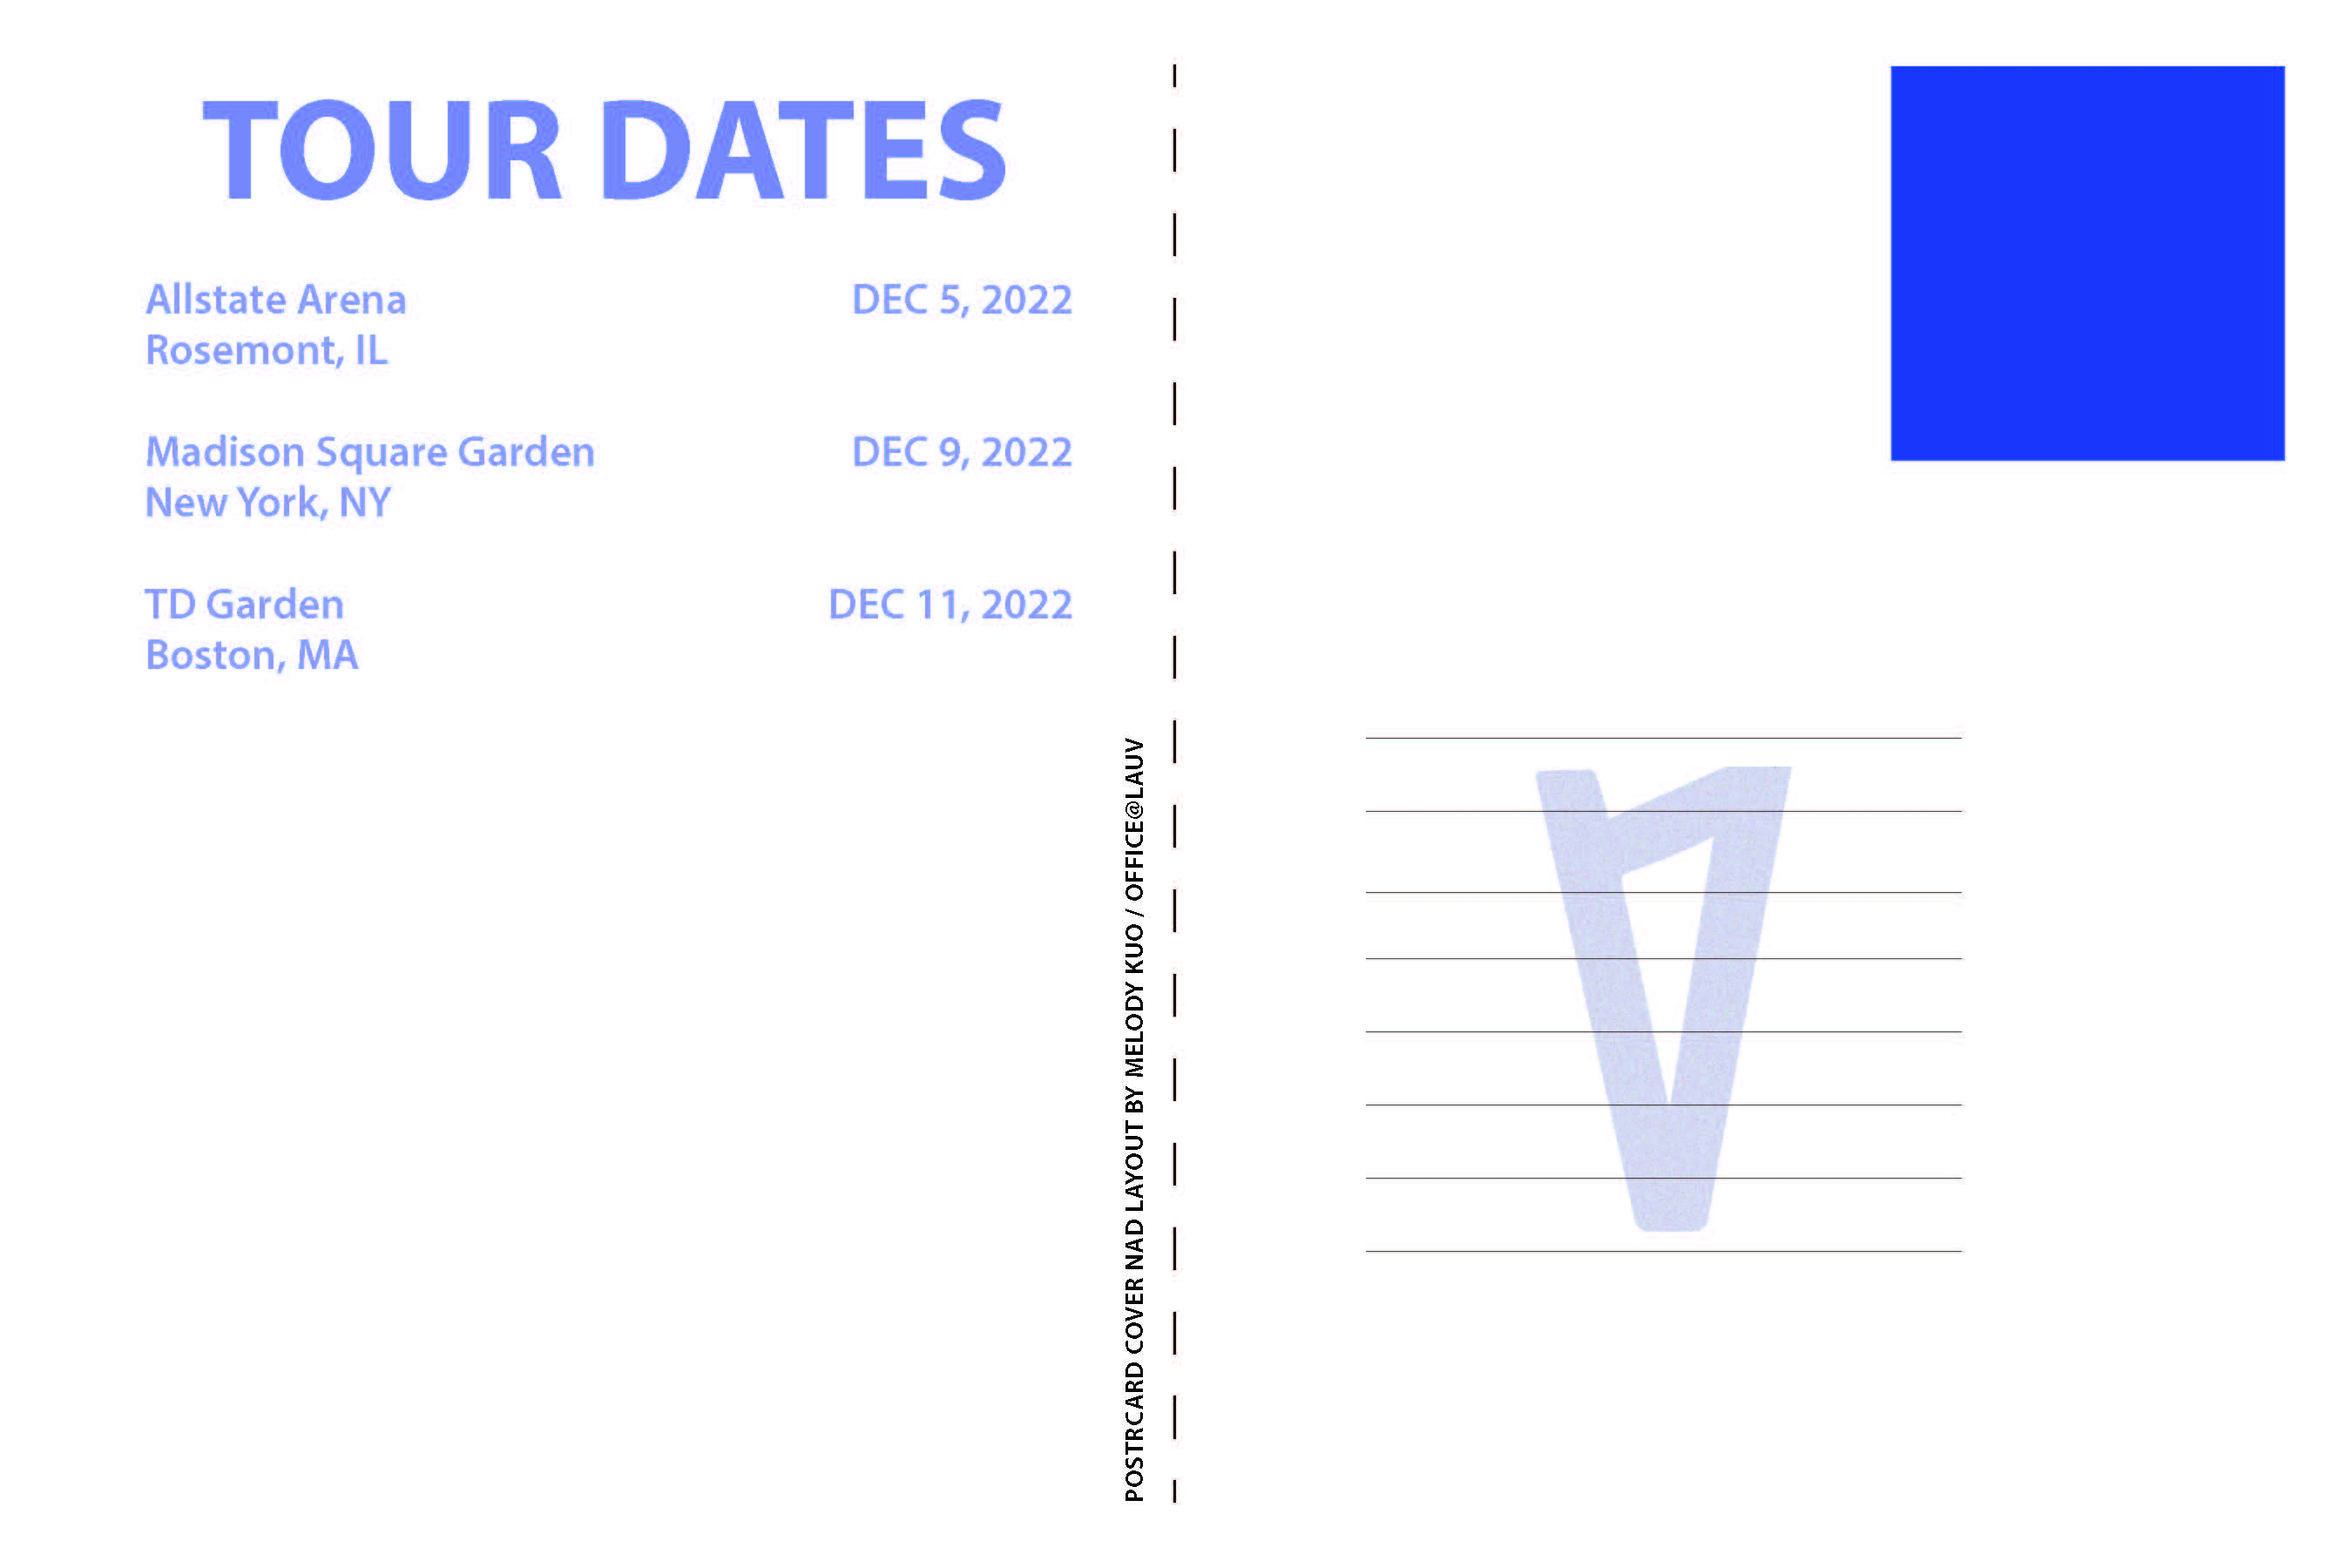 TOUR DATES
Allstate Arena DEC 5, 2022
Rosemont, IL
Madison Square Garden DEC 9, 2022
New York, NY
TD Garden DEC 11, 2022
Boston, MA
POSTRCARD COVER NAD LAYOUT BY MELODY KUO / OFFICE@LAUV